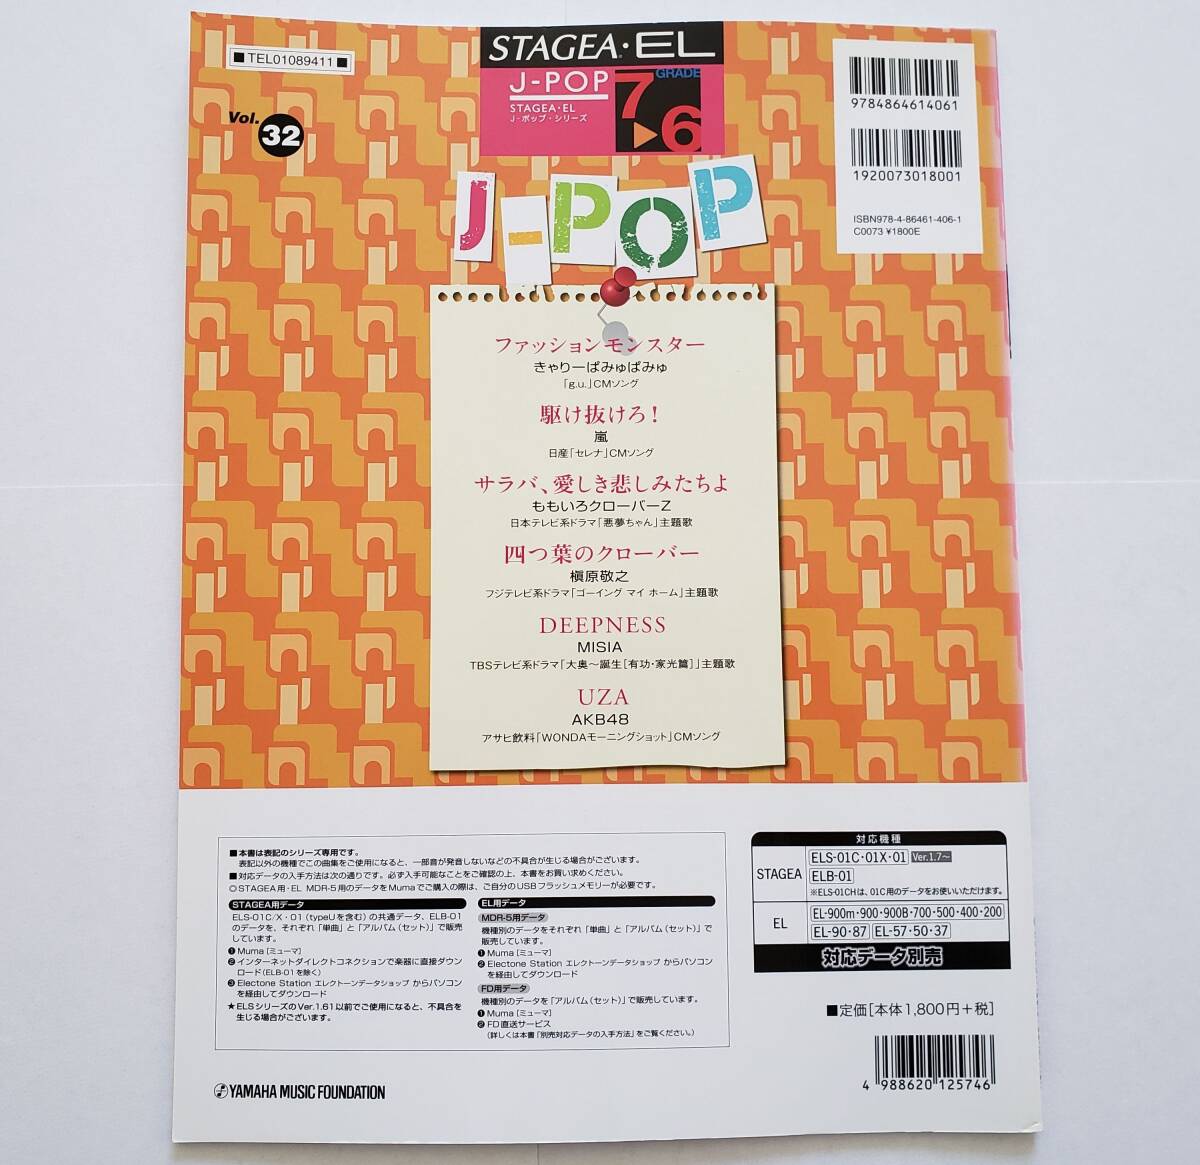 ■TEL01089411■
Vol.32
STAGEA・EL
J-POP
STAGEA・EL
J-ポップ・シリーズ
GRADE
7▶6
9784864614061
1920073018001
ISBN978-4-86461-406-1
C0073 ¥1800E
J-POP
ファッションモンスター
きゃりーぱみゅぱみゅ
「g.u.」CMソング
駆け抜けろ！
嵐
日産「セレナ」CMソング
サラバ、愛しき悲しみたちよ
ももいろクローバーZ
日本テレビ系ドラマ「悪夢ちゃん」主題歌
四つ葉のクローバー
槇原敬之
フジテレビ系ドラマ「ゴーイング マイ ホーム」主題歌
DEEPNESS
MISIA
TBSテレビ系ドラマ「大奥～誕生[有功・家光篇]」主題歌
UZA
AKB48
アサヒ飲料「WONDAモーニングショット」CMソング
■本書は表記のシリーズ専用です。
表記以外の機種でこの曲集をご使用になると、一部音が発音しないなどの不具合が生じる場合がございます。
■対応データの入手方法は次の通りです。必ず入手可能なことをご確認の上、本書をお買い求めください。
◎STAGEA用・EL MDR-5用のデータをMumaでご購入の際は、ご自分のUSBフラッシュメモリーが必要です。
STAGEA用データ
ELS-01C/X・01（typeUを含む）の共通データ、ELB-01
のデータを、それぞれ「単曲」と「アルバム（セット）」で販売
しています。
❶Muma［ミューマ］
❷インターネットダイレクトコネクションで楽器に直接ダウン
ロード（ELB-01を除く）
❸Electone Station エレクトーンデータショップ からパソコン
を経由してダウンロード
★ELSシリーズのVer.1.61以前でご使用になると、不具合を
生じる場合がございます。
EL用データ
MDR-5用データ
機種別のデータをそれぞれ「単曲」と「アルバム（セット）」で
販売しています。
❶Muma［ミューマ］
❷Electone Station エレクトーンデータショップ からパソコン
を経由してダウンロード
FD用データ
機種別のデータを「アルバム（セット）」で販売しています。
❶Muma［ミューマ］
❷FD直送サービス
（詳しくは本書「別売対応データの入手方法」をご覧ください。）
対応機種
STAGEA
ELS-01C・01X・01 Ver.1.7～
ELB-01
※ELS-01CHは、01C用のデータをお使いいただけます。
EL
EL-900m・900・900B・700・500・400・200
EL-90・87 EL-57・50・37
対応データ別売
■定価[本体1,800円＋税]
4 988620 125746
YAMAHA MUSIC FOUNDATION